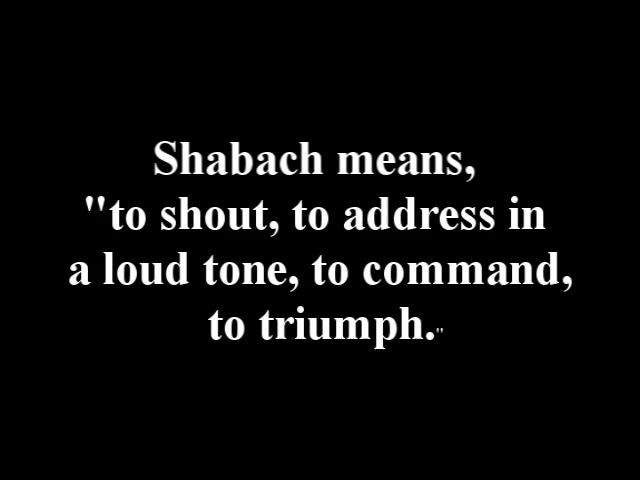 Shabach means,
"to shout, to address in
a loud tone, to command,
to triumph."